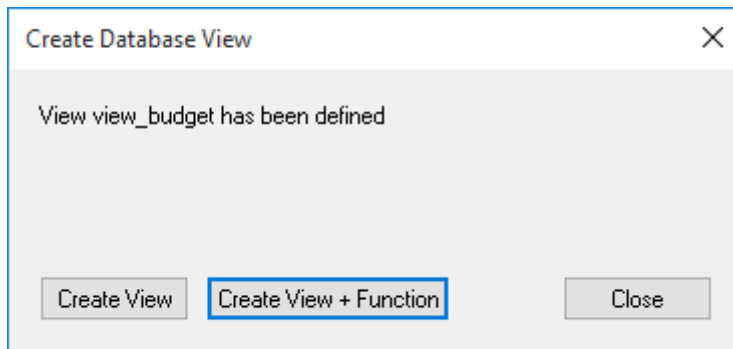 Create Database View
View view_budget has been defined
Create View
Create View + Function
Close